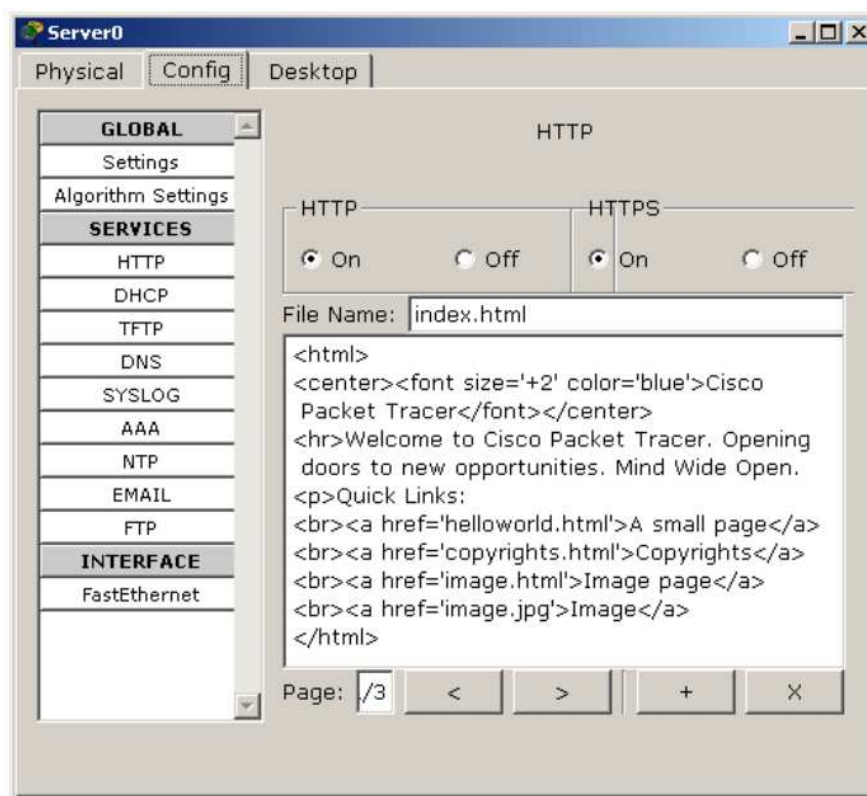 Server0
Physical Config Desktop
GLOBAL
Settings
Algorithm Settings
SERVICES
HTTP
DHCP
TFTP
DNS
SYSLOG
AAA
NTP
EMAIL
FTP
INTERFACE
FastEthernet
HTTP
HTTP HTTPS
On Off On Off
File Name: index.html
<html>
<center><font size='+2' color='blue'>Cisco
Packet Tracer</font></center>
<hr>Welcome to Cisco Packet Tracer. Opening
doors to new opportunities. Mind Wide Open.
<p>Quick Links:
<br><a href='helloworld.html'>A small page</a>
<br><a href='copyrights.html'>Copyrights</a>
<br><a href='image.html'>Image page</a>
<br><a href='image.jpg'>Image</a>
</html>
Page: /3 < > + X